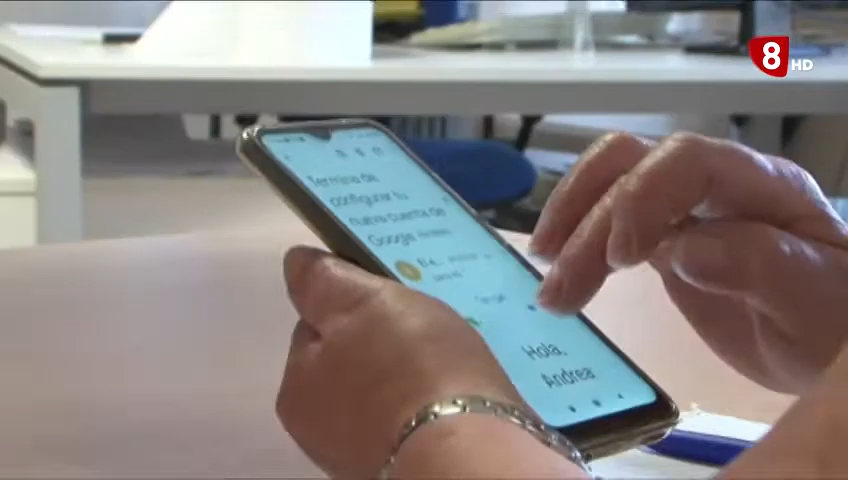 8 HD
Termina de
configurar tu
nueva cuenta de
Google
Hola,
Andrea